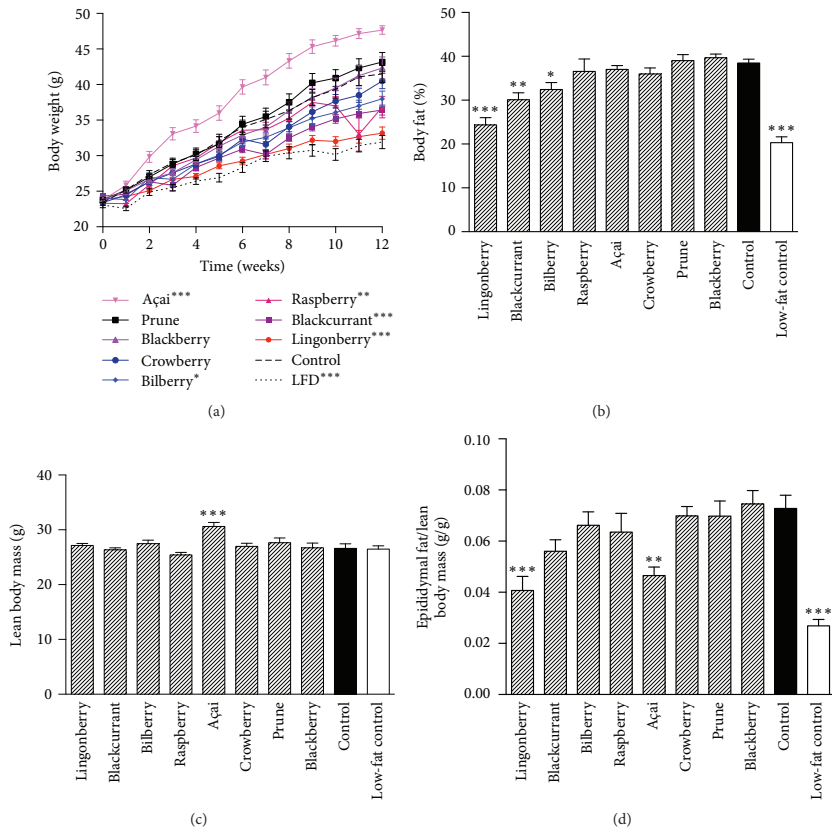 50
45
40
35
30
25
20
Body weight (g)
0 2 4 6 8 10 12
Time (weeks)
Açai***
Prune
Blackberry
Crowberry
Bilberry*
Raspberry**
Blackcurrant***
Lingonberry***
Control
LFD***
(a)
50
40
30
20
10
0
Body fat (%)
***
**
*
***
Lingonberry
Blackcurrant
Bilberry
Raspberry
Açai
Crowberry
Prune
Blackberry
Control
Low-fat control
(b)
40
30
20
10
0
Lean body mass (g)
***
Lingonberry
Blackcurrant
Bilberry
Raspberry
Açai
Crowberry
Prune
Blackberry
Control
Low-fat control
(c)
0.10
0.08
0.06
0.04
0.02
0.00
Epididymal fat/lean
body mass (g/g)
***
**
***
Lingonberry
Blackcurrant
Bilberry
Raspberry
Açai
Crowberry
Prune
Blackberry
Control
Low-fat control
(d)